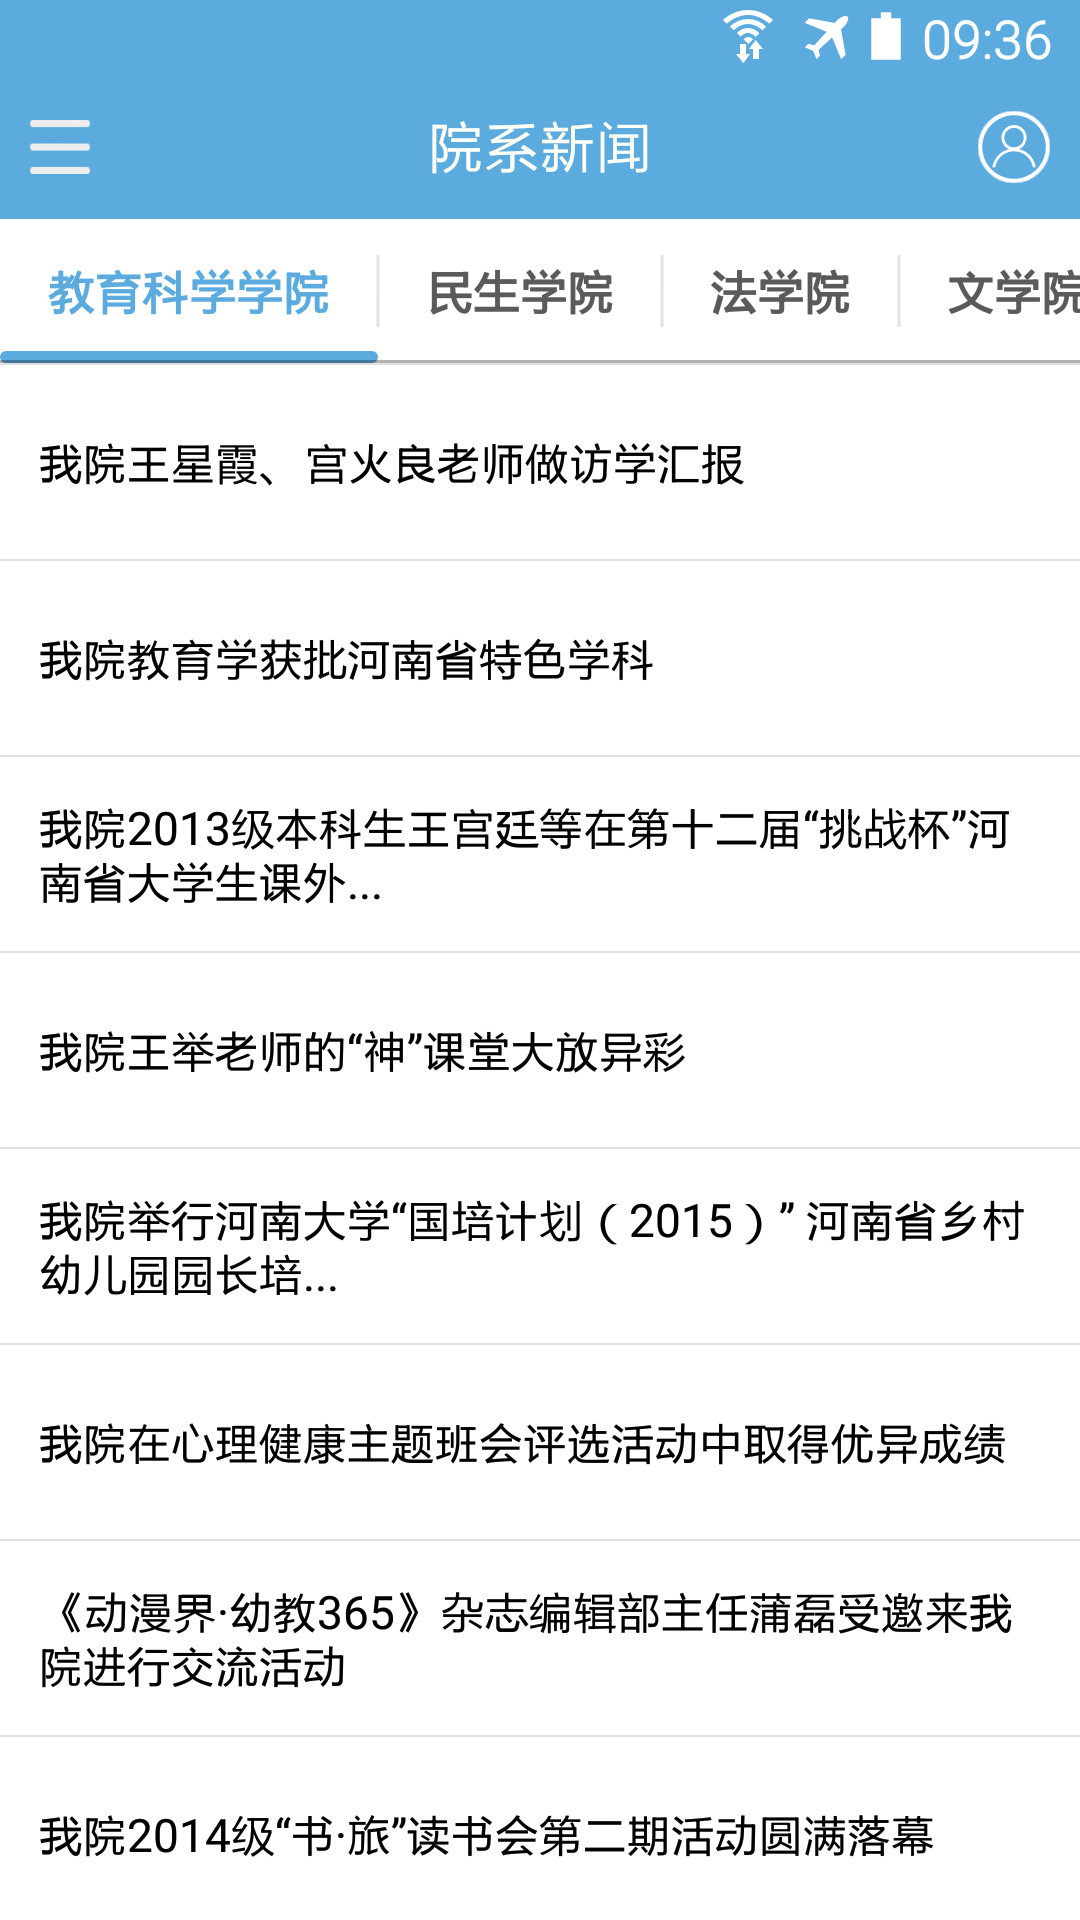 09:36
院系新闻
教育科学学院 民生学院 法学院 文学院
我院王星霞、宫火良老师做访学汇报
我院教育学获批河南省特色学科
我院2013级本科生王宫廷等在第十二届“挑战杯”河
南省大学生课外...
我院王举老师的“神”课堂大放异彩
我院举行河南大学“国培计划（2015）” 河南省乡村
幼儿园园长培...
我院在心理健康主题班会评选活动中取得优异成绩
《动漫界·幼教365》杂志编辑部主任蒲磊受邀来我
院进行交流活动
我院2014级“书·旅”读书会第二期活动圆满落幕